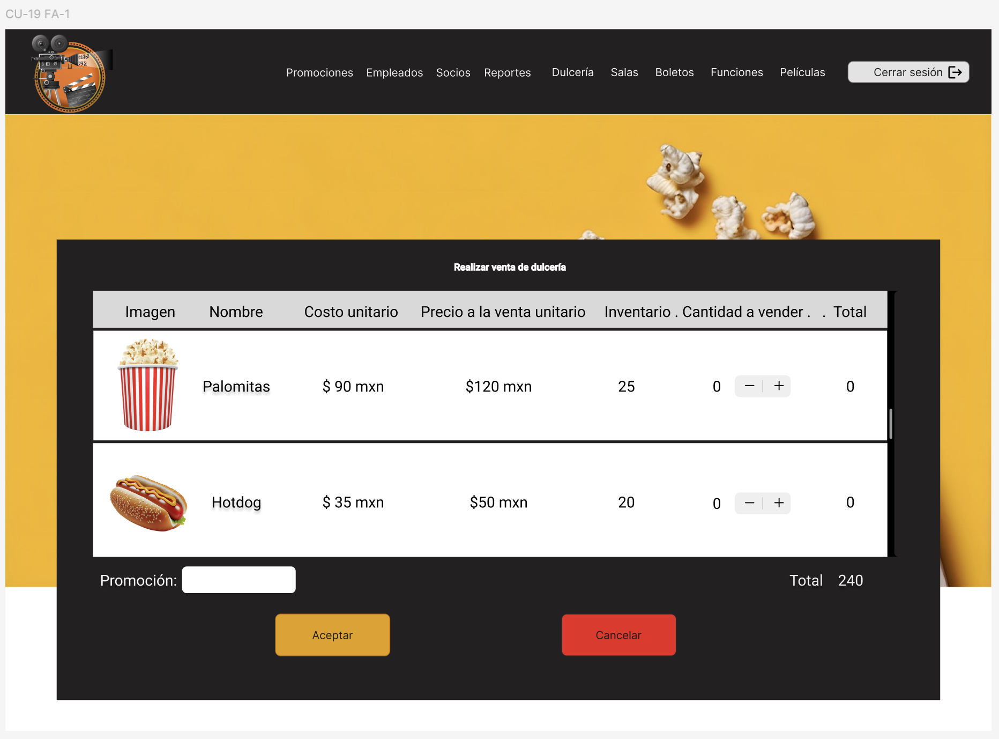 CU-19 FA-1
CINE
Promociones Empleados Socios Reportes Dulcería Salas Boletos Funciones Películas Cerrar sesión
Realizar venta de dulcería
Imagen Nombre Costo unitario Precio a la venta unitario Inventario . Cantidad a vender . . Total
Palomitas $ 90 mxn $120 mxn 25 0 − | + 0
Hotdog $ 35 mxn $50 mxn 20 0 − | + 0
Promoción: Total 240
Aceptar Cancelar